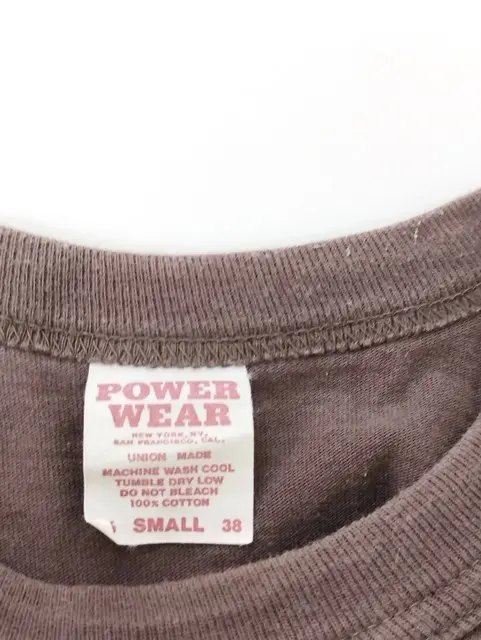 POWER
WEAR
NEW YORK, NY.
SAN FRANCISCO, CAL.
UNION MADE
MACHINE WASH COOL
TUMBLE DRY LOW
DO NOT BLEACH
100% COTTON
SMALL 38